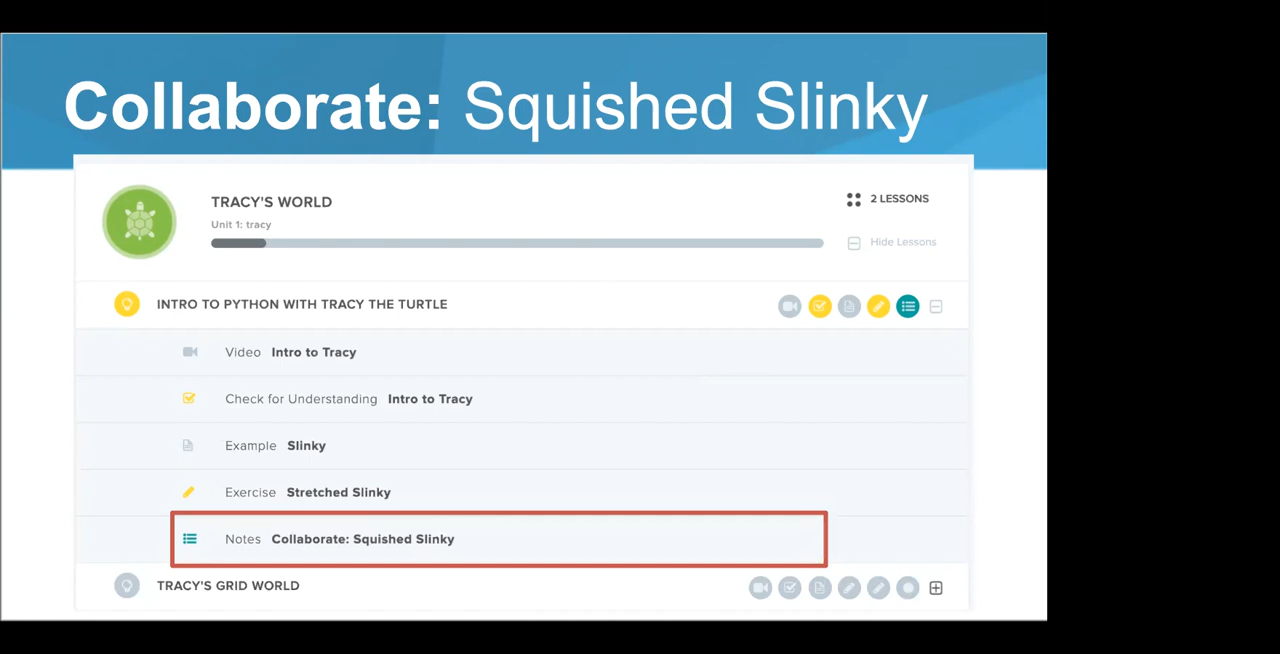 Collaborate: Squished Slinky
TRACY'S WORLD
2 LESSONS
Unit 1: tracy
Hide Lessons
INTRO TO PYTHON WITH TRACY THE TURTLE
Video Intro to Tracy
Check for Understanding Intro to Tracy
Example Slinky
Exercise Stretched Slinky
Notes Collaborate: Squished Slinky
TRACY'S GRID WORLD